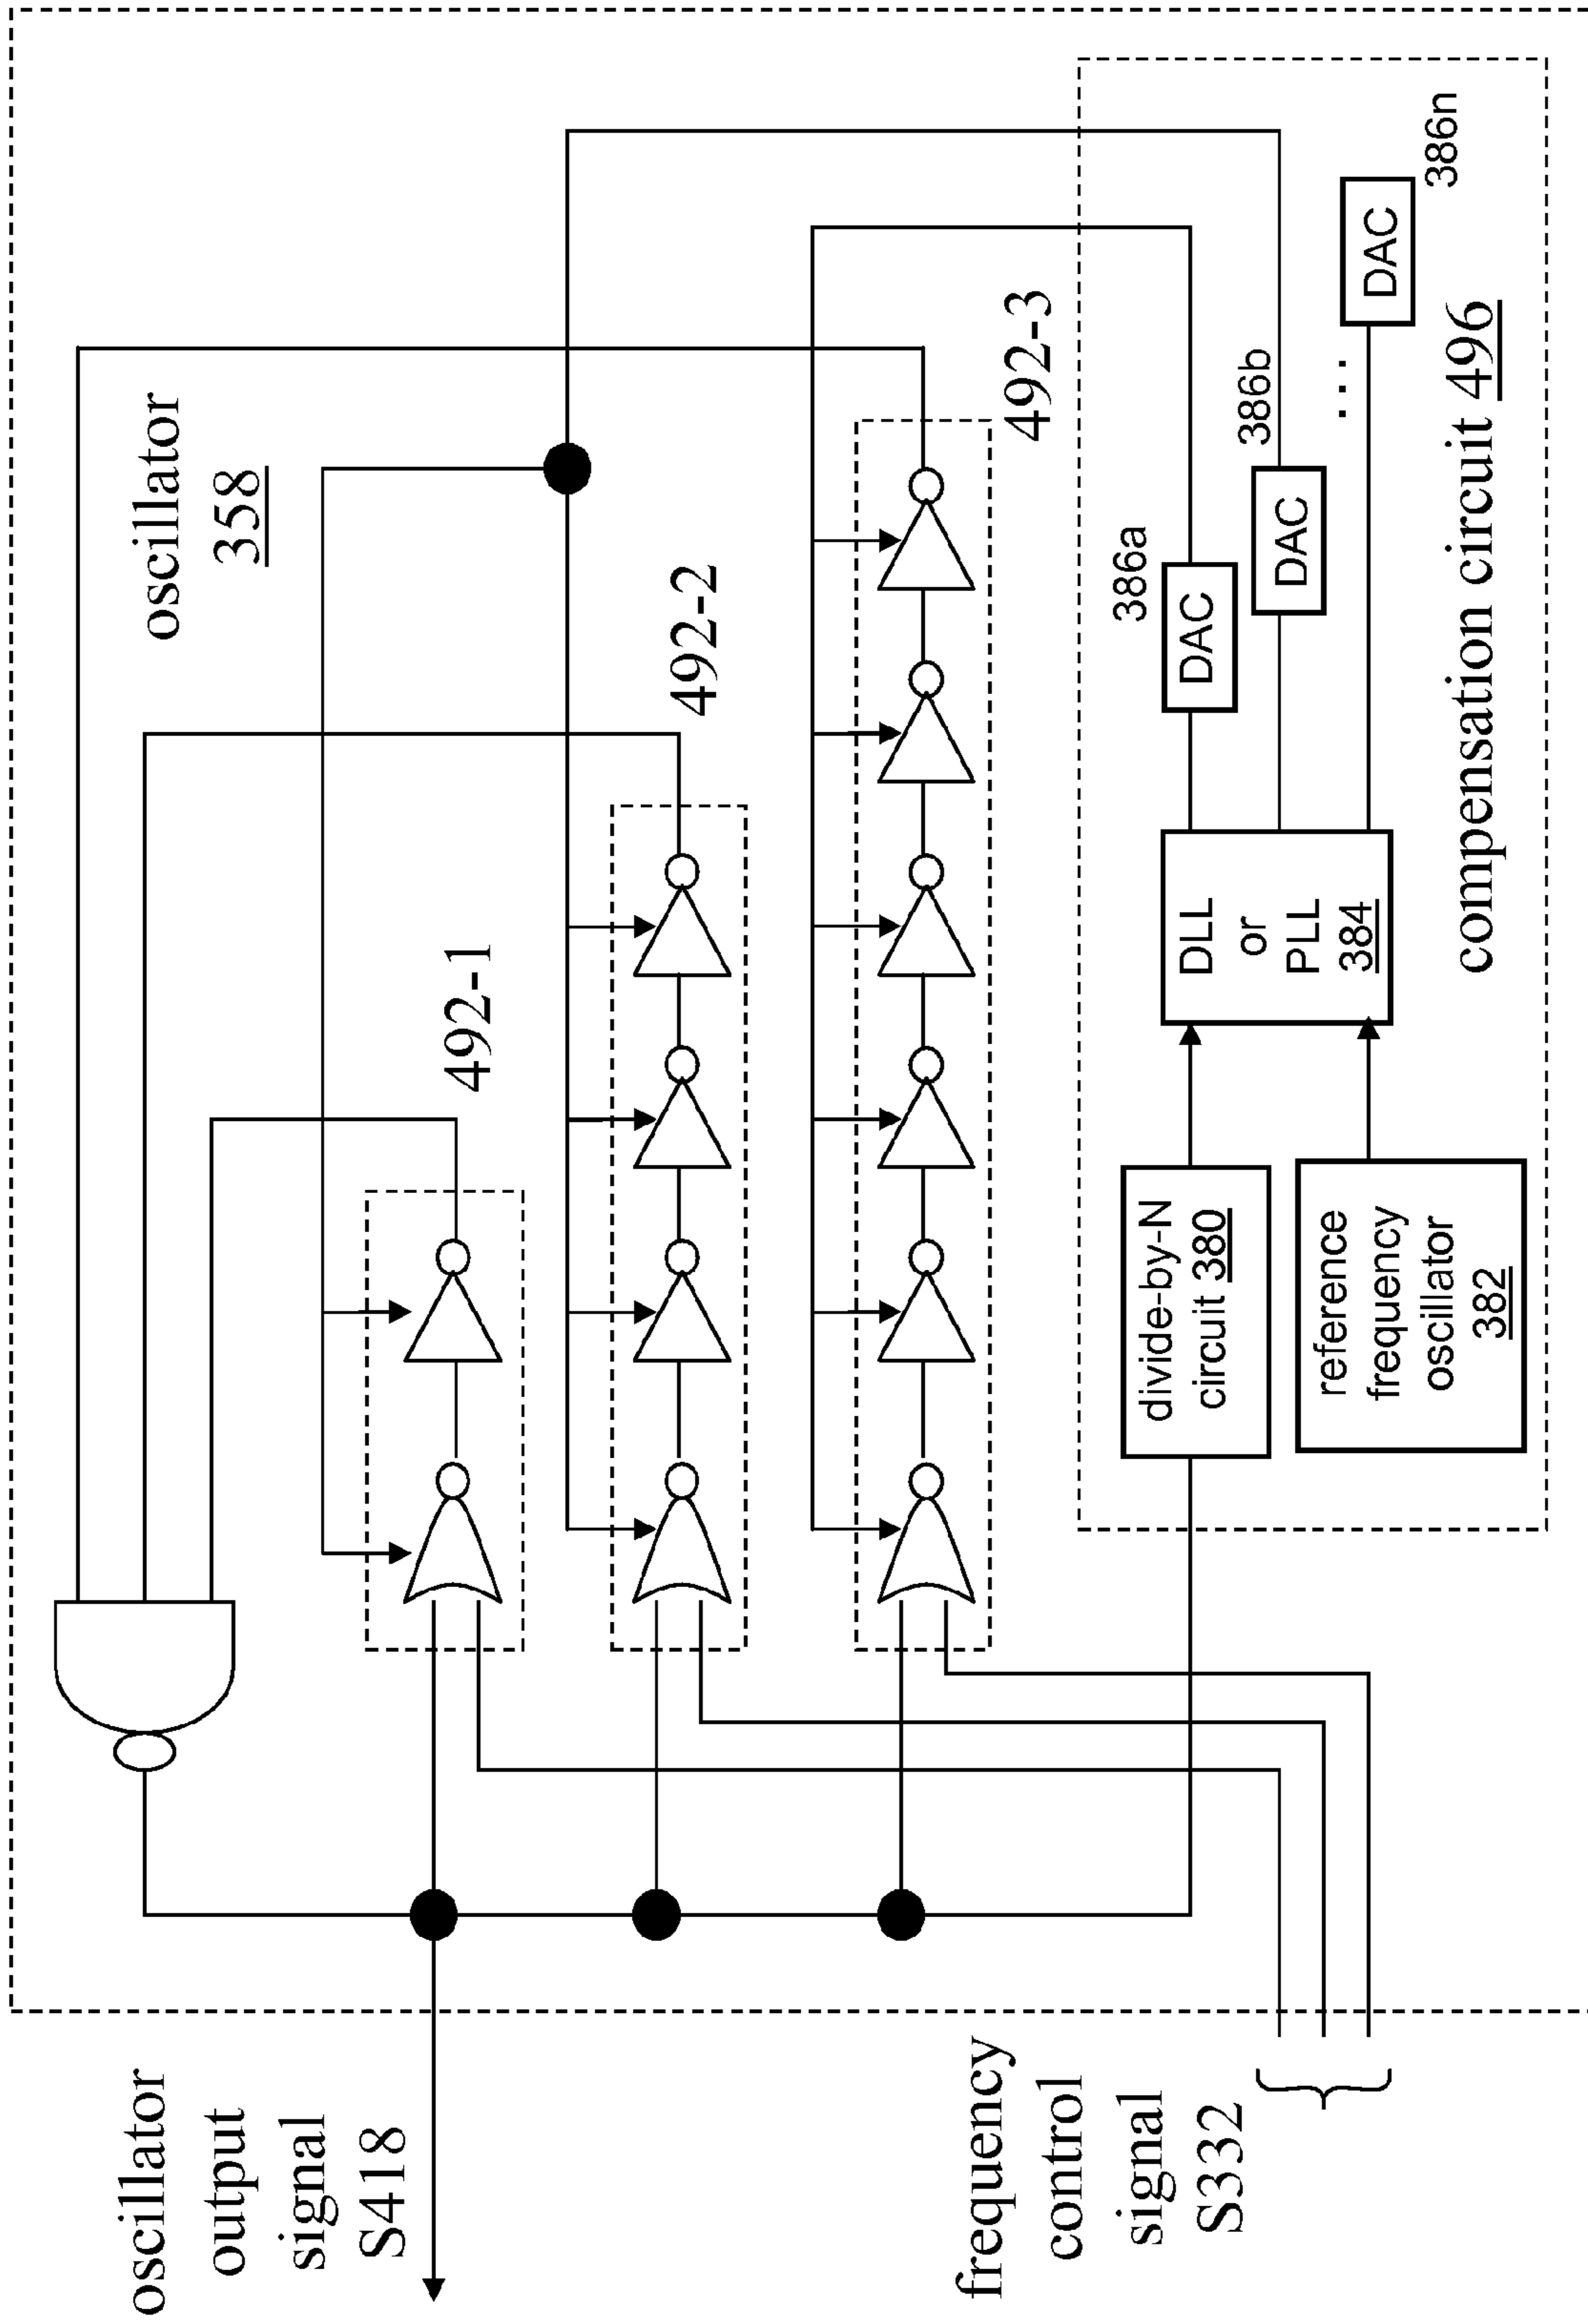 oscillator
358
492-1
492-2
492-3
oscillator
output
signal
S418
frequency
control
signal
S332
divide-by-N
circuit 380
reference
frequency
oscillator
382
DLL
or
PLL
384
386a
DAC
386b
DAC
...
DAC
386n
compensation circuit 496